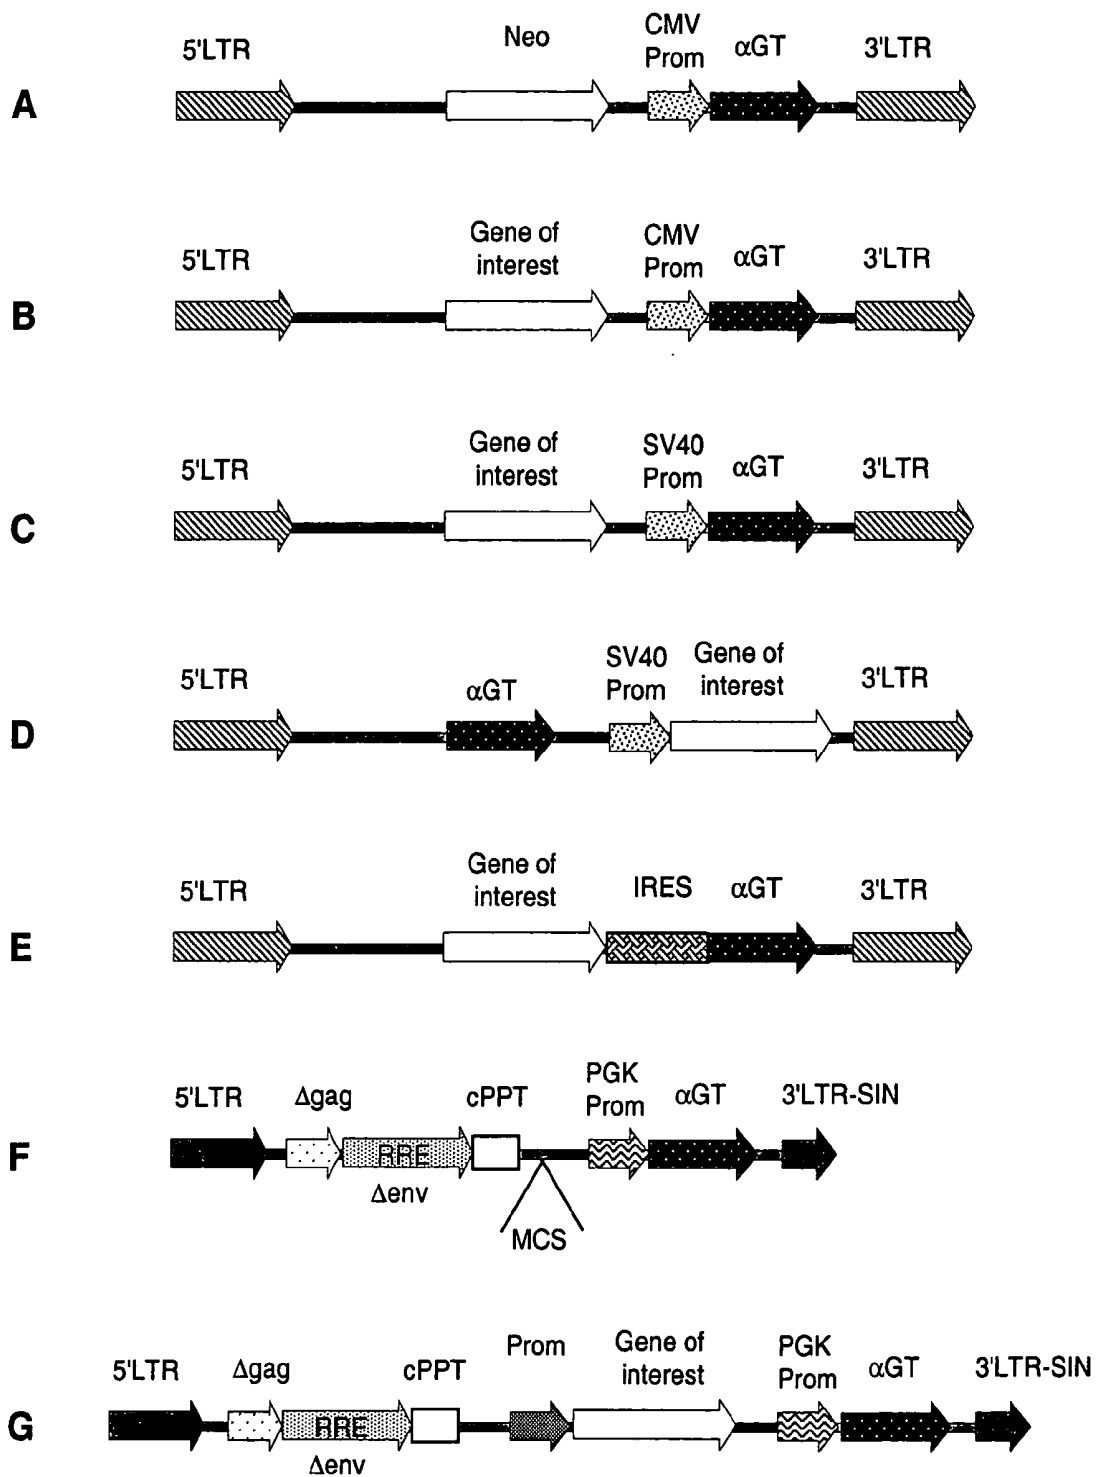 A
5'LTR
Neo
CMV
Prom
αGT
3'LTR
B
5'LTR
Gene of
interest
CMV
Prom
αGT
3'LTR
C
5'LTR
Gene of
interest
SV40
Prom
αGT
3'LTR
D
5'LTR
αGT
SV40
Prom
Gene of
interest
3'LTR
E
5'LTR
Gene of
interest
IRES
αGT
3'LTR
F
5'LTR
Δgag
RRE
Δenv
cPPT
MCS
PGK
Prom
αGT
3'LTR-SIN
G
5'LTR
Δgag
RRE
Δenv
cPPT
Prom
Gene of
interest
PGK
Prom
αGT
3'LTR-SIN